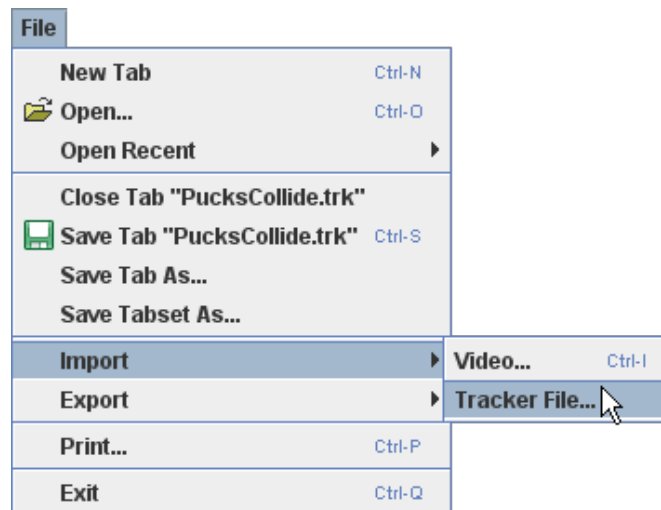 File
New Tab Ctrl-N
Open... Ctrl-O
Open Recent
Close Tab "PucksCollide.trk"
Save Tab "PucksCollide.trk" Ctrl-S
Save Tab As...
Save Tabset As...
Import Video... Ctrl-I
Export Tracker File...
Print... Ctrl-P
Exit Ctrl-Q